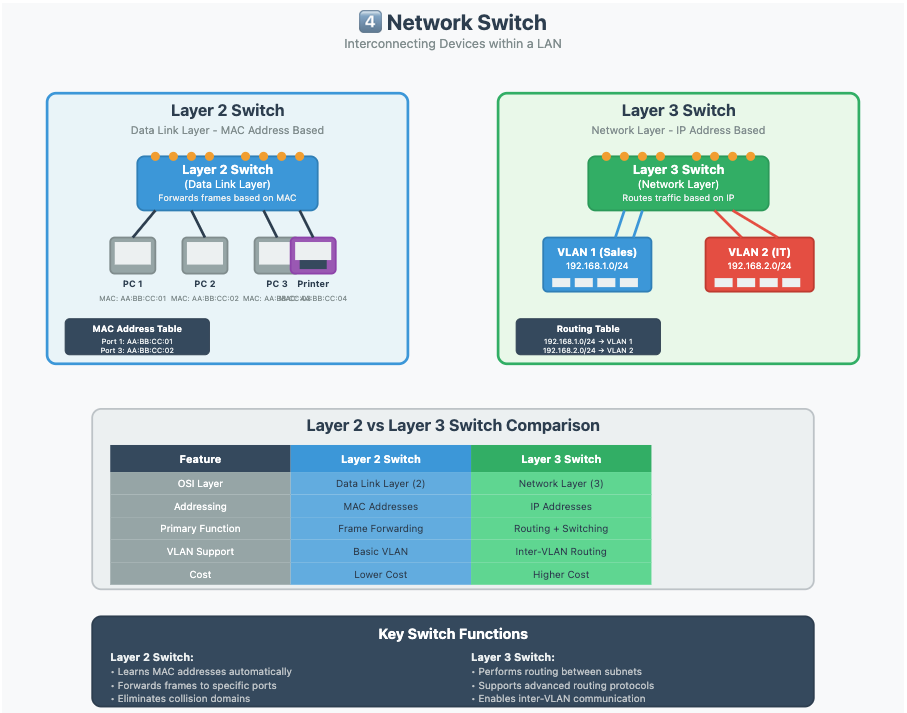 4 Network Switch
Interconnecting Devices within a LAN
Layer 2 Switch
Data Link Layer - MAC Address Based
Layer 2 Switch
(Data Link Layer)
Forwards frames based on MAC
PC 1
PC 2
PC 3
Printer
MAC: AA:BB:CC:01
MAC: AA:BB:CC:02
MAC: AA:BB:CC:04
MAC Address Table
Port 1: AA:BB:CC:01
Port 3: AA:BB:CC:02
Layer 3 Switch
Network Layer - IP Address Based
Layer 3 Switch
(Network Layer)
Routes traffic based on IP
VLAN 1 (Sales)
192.168.1.0/24
VLAN 2 (IT)
192.168.2.0/24
Routing Table
192.168.1.0/24 → VLAN 1
192.168.2.0/24 → VLAN 2
Layer 2 vs Layer 3 Switch Comparison
Feature Layer 2 Switch Layer 3 Switch
OSI Layer Data Link Layer (2) Network Layer (3)
Addressing MAC Addresses IP Addresses
Primary Function Frame Forwarding Routing + Switching
VLAN Support Basic VLAN Inter-VLAN Routing
Cost Lower Cost Higher Cost
Key Switch Functions
Layer 2 Switch:
• Learns MAC addresses automatically
• Forwards frames to specific ports
• Eliminates collision domains
Layer 3 Switch:
• Performs routing between subnets
• Supports advanced routing protocols
• Enables inter-VLAN communication